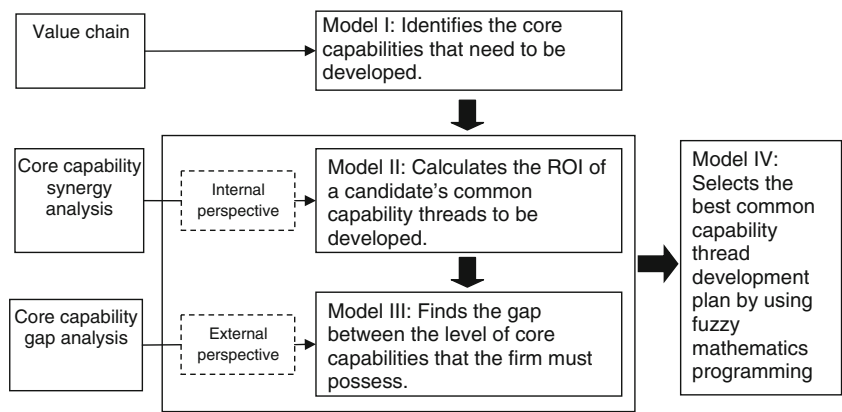 Value chain
Model I: Identifies the core
capabilities that need to be
developed.
Core capability
synergy
analysis
Internal
perspective
Model II: Calculates the ROI of
a candidate's common
capability threads to be
developed.
Core capability
gap analysis
External
perspective
Model III: Finds the gap
between the level of core
capabilities that the firm must
possess.
Model IV:
Selects the
best common
capability
thread
development
plan by using
fuzzy
mathematics
programming